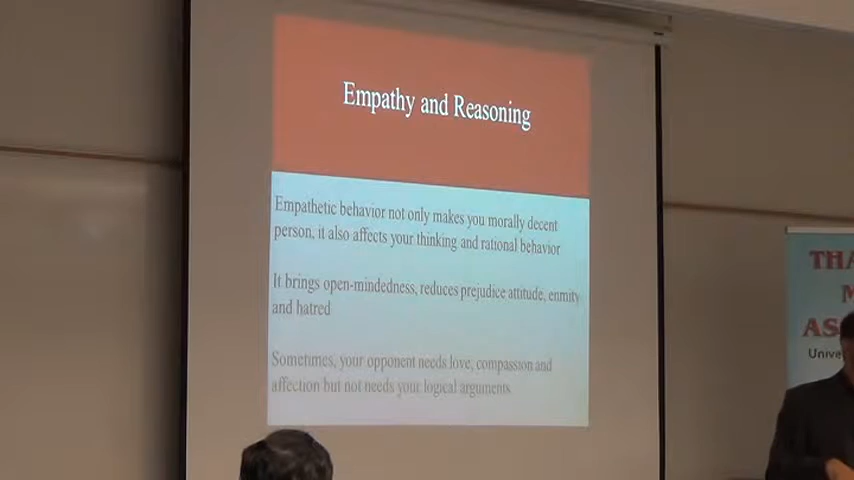 Empathy and Reasoning
Empathetic behavior not only makes you morally decent
person, it also affects your thinking and rational behavior
It brings open-mindedness, reduces prejudice attitude, enmity
and hatred
Sometimes, your opponent needs love, compassion and
affection but not needs your logical arguments